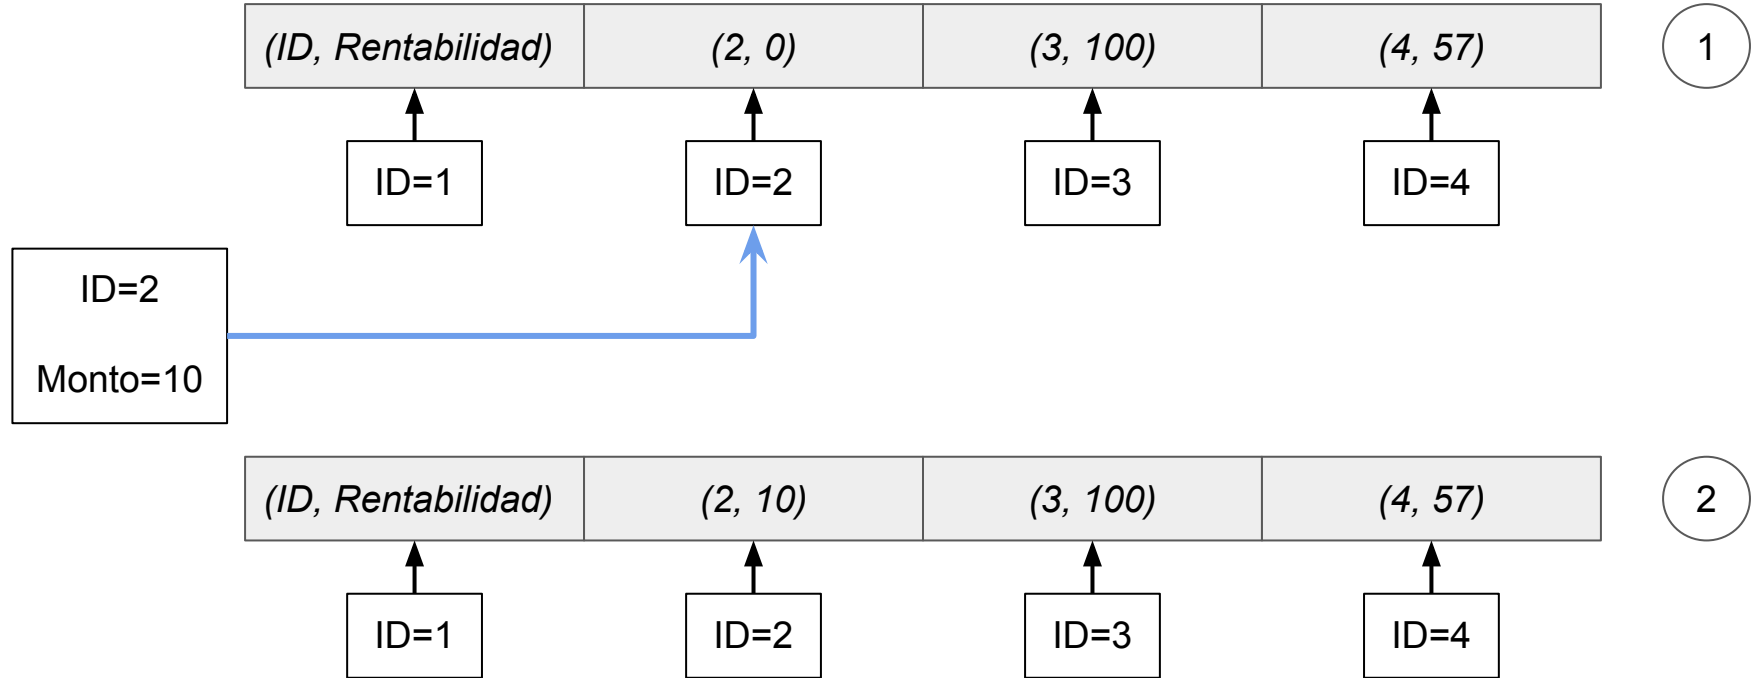 (ID, Rentabilidad) (2, 0) (3, 100) (4, 57) 1
ID=1 ID=2 ID=3 ID=4
ID=2
Monto=10
(ID, Rentabilidad) (2, 10) (3, 100) (4, 57) 2
ID=1 ID=2 ID=3 ID=4